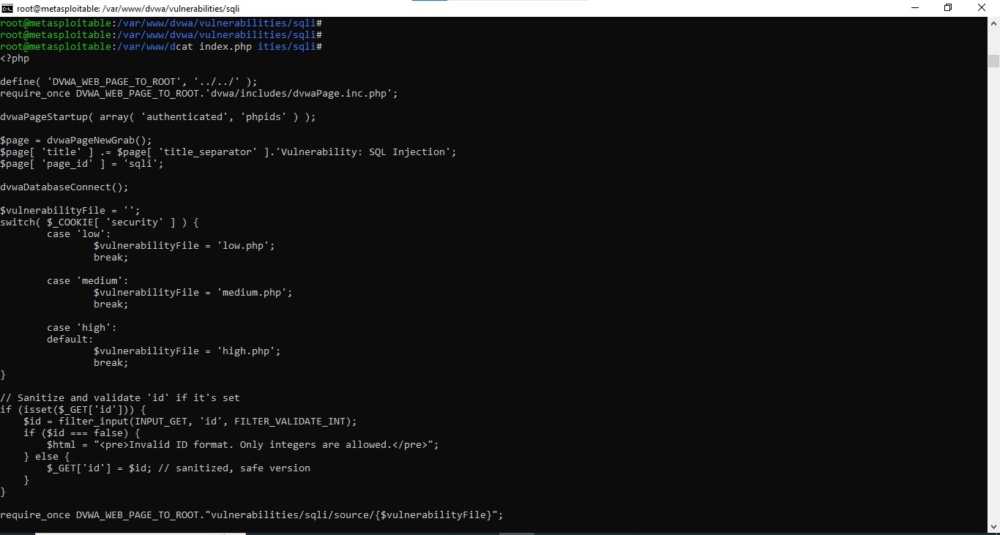 root@metasploitable: /var/www/dvwa/vulnerabilities/sqli
root@metasploitable:/var/www/dvwa/vulnerabilities/sqli#
root@metasploitable:/var/www/dvwa/vulnerabilities/sqli#
root@metasploitable:/var/www/dcat index.php ities/sqli#
<?php

define( 'DVWA_WEB_PAGE_TO_ROOT', '../../' );
require_once DVWA_WEB_PAGE_TO_ROOT.'dvwa/includes/dvwaPage.inc.php';

dvwaPageStartup( array( 'authenticated', 'phpids' ) );

$page = dvwaPageNewGrab();
$page[ 'title' ] .= $page[ 'title_separator' ].'Vulnerability: SQL Injection';
$page[ 'page_id' ] = 'sqli';

dvwaDatabaseConnect();

$vulnerabilityFile = '';
switch( $_COOKIE[ 'security' ] ) {
        case 'low':
                $vulnerabilityFile = 'low.php';
                break;

        case 'medium':
                $vulnerabilityFile = 'medium.php';
                break;

        case 'high':
        default:
                $vulnerabilityFile = 'high.php';
                break;
}

// Sanitize and validate 'id' if it's set
if (isset($_GET['id'])) {
    $id = filter_input(INPUT_GET, 'id', FILTER_VALIDATE_INT);
    if ($id === false) {
        $html = "<pre>Invalid ID format. Only integers are allowed.</pre>";
    } else {
        $_GET['id'] = $id; // sanitized, safe version
    }
}

require_once DVWA_WEB_PAGE_TO_ROOT."vulnerabilities/sqli/source/{$vulnerabilityFile}";